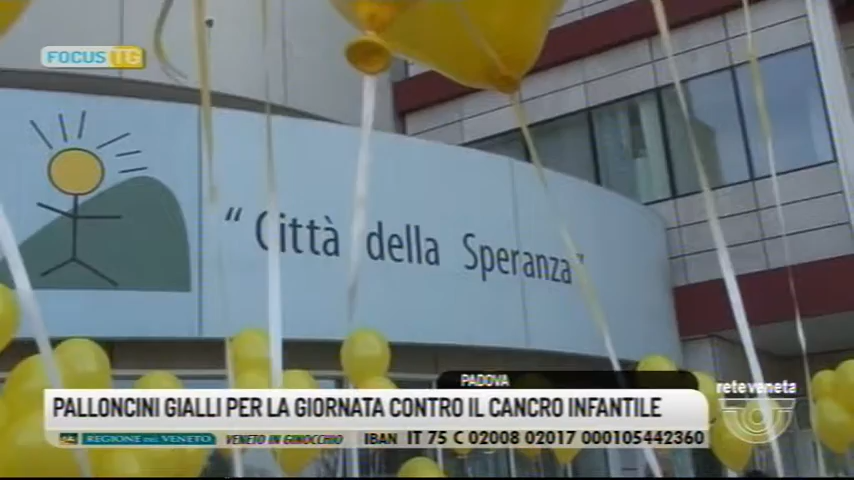 FOCUS TG
"Città della Speranza"
PADOVA
PALLONCINI GIALLI PER LA GIORNATA CONTRO IL CANCRO INFANTILE
reteveneta
REGIONE DEL VENETO VENETO IN GINOCCHIO IBAN IT 75 C 02008 02017 000105442360